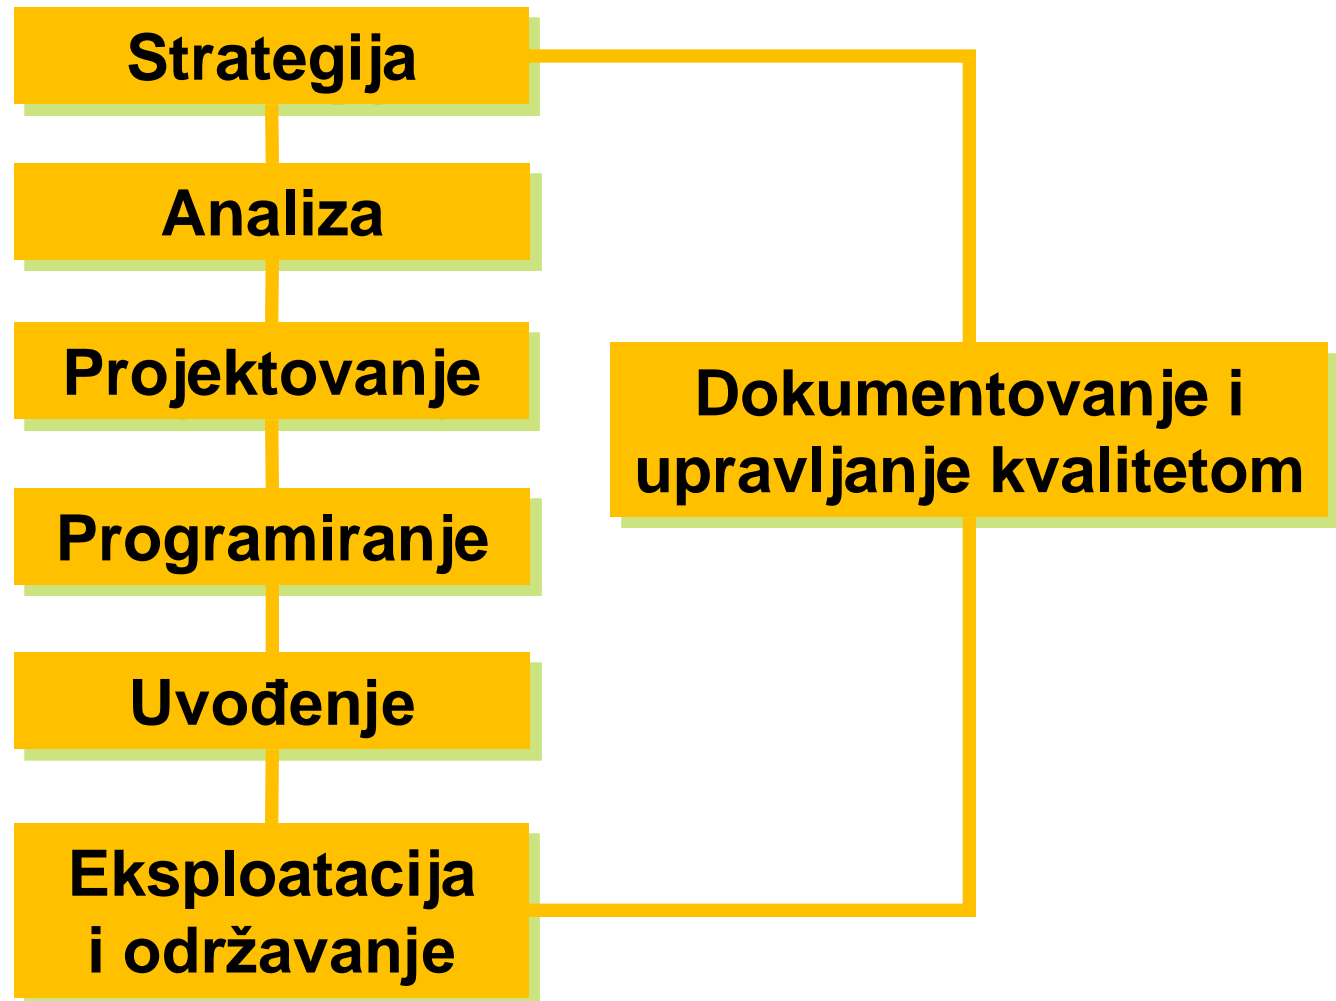 Strategija
Analiza
Projektovanje
Programiranje
Uvođenje
Eksploatacija
i održavanje
Dokumentovanje i
upravljanje kvalitetom